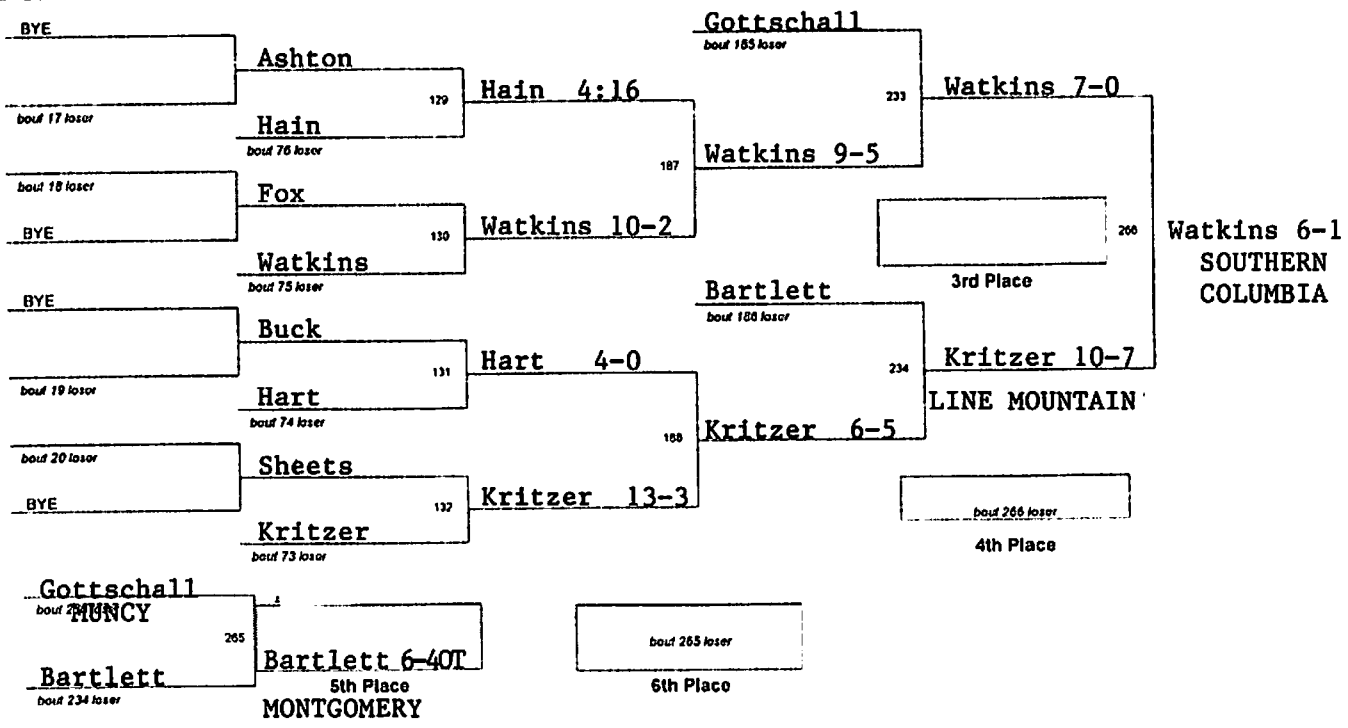 BYE
bout 17 loser
bout 18 loser
BYE
BYE
bout 19 loser
bout 20 loser
BYE
Ashton
Hain
bout 76 loser
Fox
Watkins
bout 75 loser
Buck
Hart
bout 74 loser
Sheets
Kritzer
bout 73 loser
129
130
131
132
Hain 4:16
Watkins 10-2
Hart 4-0
Kritzer 13-3
187
188
Gottschall
bout 185 loser
Watkins 9-5
Bartlett
bout 186 loser
Kritzer 6-5
233
234
Watkins 7-0
Kritzer 10-7
LINE MOUNTAIN
266
3rd Place
Watkins 6-1
SOUTHERN
COLUMBIA
bout 266 loser
4th Place
Gottschall
bout
MUNCY
Bartlett
bout 234 loser
265
Bartlett 6-4OT
5th Place
MONTGOMERY
bout 265 loser
6th Place